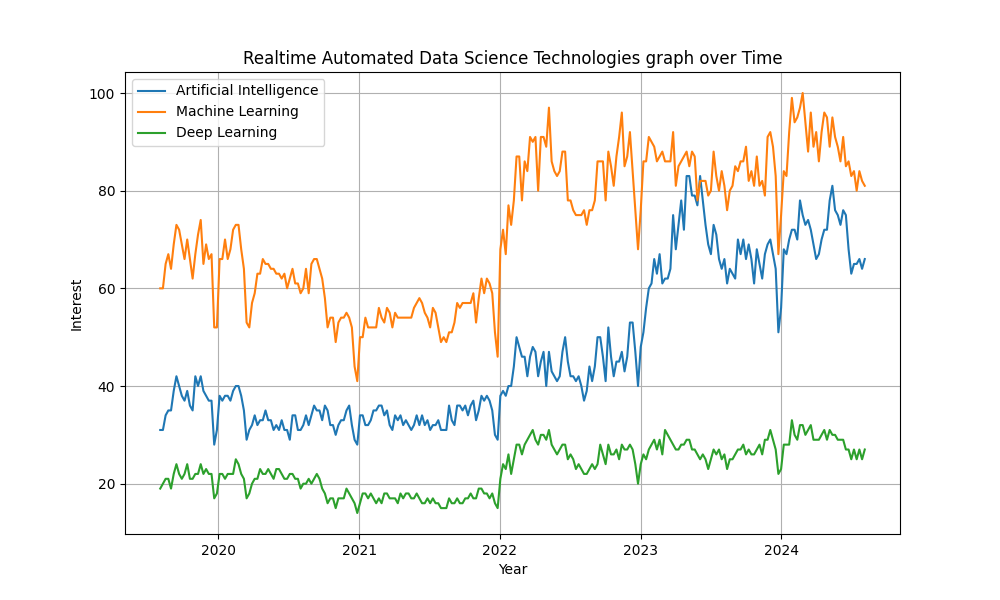 Realtime Automated Data Science Technologies graph over Time
Artificial Intelligence
Machine Learning
Deep Learning
100
80
60
40
20
Interest
2020 2021 2022 2023 2024
Year